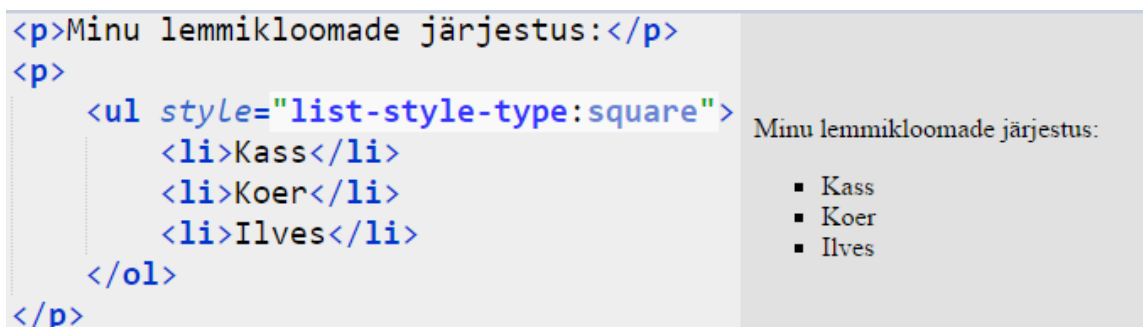 <p>Minu lemmikloomade järjestus:</p>
<p>
<ul style="list-style-type:square">
<li>Kass</li>
<li>Koer</li>
<li>Ilves</li>
</ol>
</p>
Minu lemmikloomade järjestus:
Kass
Koer
Ilves